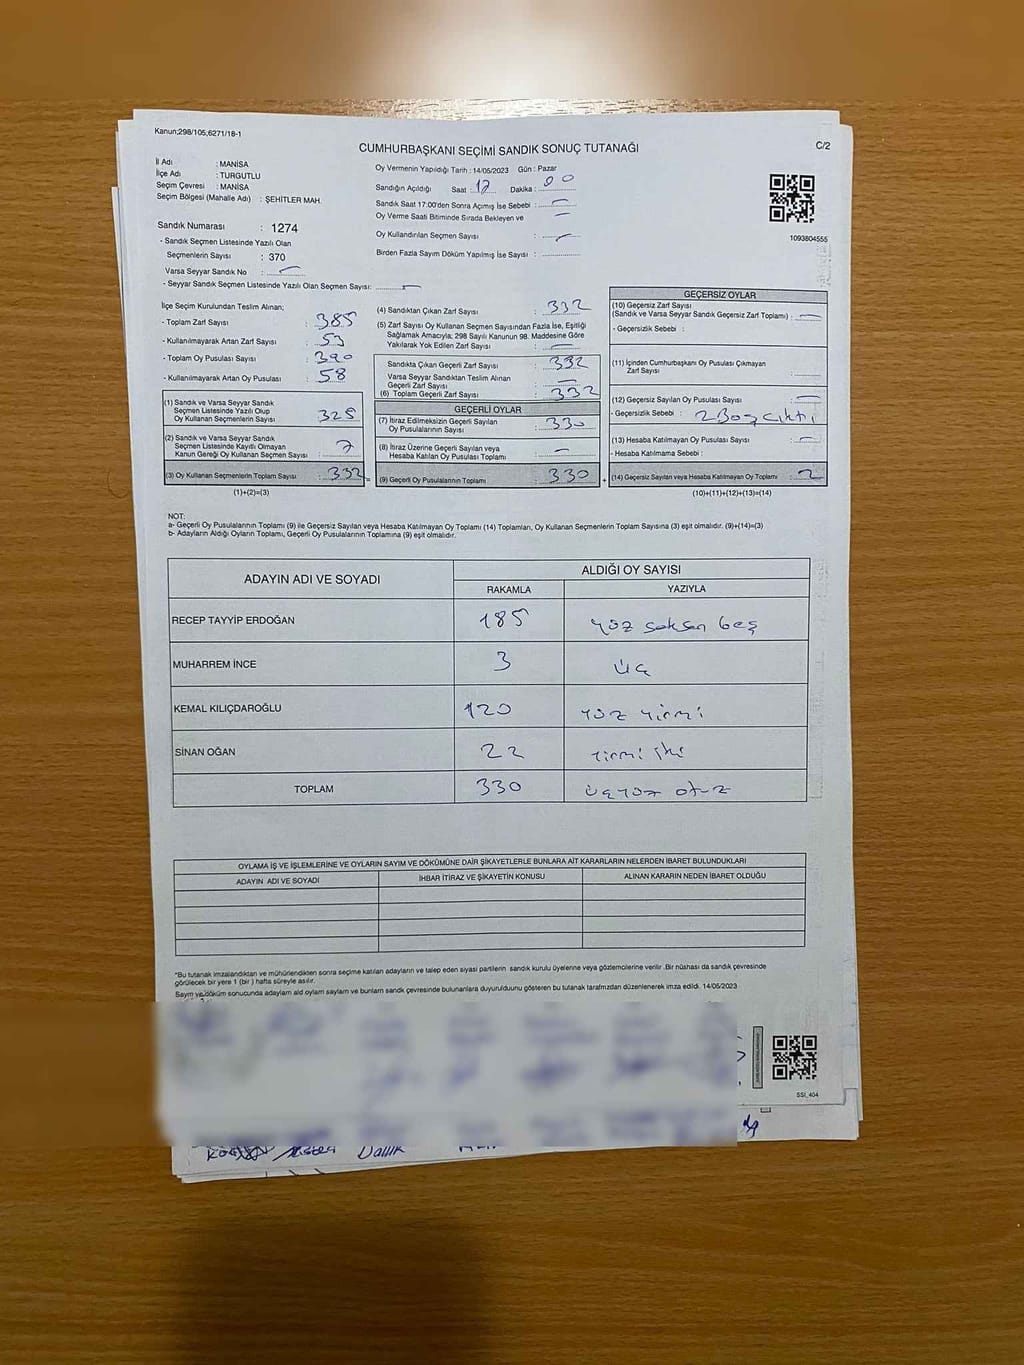 Kanun;298/105;6271/18-1
CUMHURBAŞKANI SEÇİMİ SANDIK SONUÇ TUTANAĞI
C/2
İl Adı : MANİSA
İlçe Adı : TURGUTLU
Seçim Çevresi : MANİSA
Seçim Bölgesi (Mahalle Adı) : ŞEHİTLER MAH.
Sandık Numarası : 1274
- Sandık Seçmen Listesinde Yazılı Olan
Seçmenlerin Sayısı : 370
Varsa Seyyar Sandık No : —
- Seyyar Sandık Seçmen Listesinde Yazılı Olan Seçmen Sayısı: —
Oy Vermenin Yapıldığı Tarih : 14/05/2023 Gün : Pazar
Sandığın Açıldığı Saat : 17 Dakika : 00
Sandık Saat 17.00'den Sonra Açımış İse Sebebi : —
Oy Verme Saati Bitiminde Sırada Bekleyen ve —
Oy Kullandırılan Seçmen Sayısı : —
Birden Fazla Sayım Döküm Yapılmış İse Sayısı :
1093804555
İlçe Seçim Kurulundan Teslim Alınan;
- Toplam Zarf Sayısı : 385
- Kullanılmayarak Artan Zarf Sayısı : 53
- Toplam Oy Pusulası Sayısı : 390
- Kullanılmayarak Artan Oy Pusulası : 58
(1) Sandık ve Varsa Seyyar Sandık
Seçmen Listesinde Yazılı Olup
Oy Kullanan Seçmenlerin Sayısı : 325
(2) Sandık ve Varsa Seyyar Sandık
Seçmen Listesinde Kayıtlı Olmayan
Kanun Gereği Oy Kullanan Seçmen Sayısı : 7
(3) Oy Kullanan Seçmenlerin Toplam Sayısı : 332
(1)+(2)=(3)
(4) Sandıktan Çıkan Zarf Sayısı : 332
(5) Zarf Sayısı Oy Kullanan Seçmen Sayısından Fazla İse, Eşitliği
Sağlamak Amacıyla; 298 Sayılı Kanunun 98. Maddesine Göre
Yakılarak Yok Edilen Zarf Sayısı : —
Sandıkta Çıkan Geçerli Zarf Sayısı : 332
Varsa Seyyar Sandıktan Teslim Alınan
Geçerli Zarf Sayısı : —
(6) Toplam Geçerli Zarf Sayısı : 332
GEÇERLİ OYLAR
(7) İtiraz Edilmeksizin Geçerli Sayılan
Oy Pusulalarının Sayısı : 330
(8) İtiraz Üzerine Geçerli Sayılan veya
Hesaba Katılan Oy Pusulası Toplamı : —
(9) Geçerli Oy Pusulalarının Toplamı : 330
GEÇERSİZ OYLAR
(10) Geçersiz Zarf Sayısı
(Sandık ve Varsa Seyyar Sandık Geçersiz Zarf Toplamı) : —
- Geçersizlik Sebebi :
(11) İçinden Cumhurbaşkanı Oy Pusulası Çıkmayan
Zarf Sayısı :
(12) Geçersiz Sayılan Oy Pusulası Sayısı : —
- Geçersizlik Sebebi : 2 Boş çıktı
(13) Hesaba Katılmayan Oy Pusulası Sayısı : —
- Hesaba Katılmama Sebebi :
(14) Geçersiz Sayılan veya Hesaba Katılmayan Oy Toplamı : 2
(10)+(11)+(12)+(13)=(14)
NOT:
a- Geçerli Oy Pusulalarının Toplamı (9) ile Geçersiz Sayılan veya Hesaba Katılmayan Oy Toplamı (14) Toplamları, Oy Kullanan Seçmenlerin Toplam Sayısına (3) eşit olmalıdır. (9)+(14)=(3)
b- Adayların Aldığı Oyların Toplamı, Geçerli Oy Pusulalarının Toplamına (9) eşit olmalıdır.
ADAYIN ADI VE SOYADI
ALDIĞI OY SAYISI
RAKAMLA YAZIYLA
RECEP TAYYİP ERDOĞAN 185 yüz seksen beş
MUHARREM İNCE 3 üç
KEMAL KILIÇDAROĞLU 120 yüz yirmi
SİNAN OĞAN 22 yirmi iki
TOPLAM 330 üçyüz otuz
OYLAMA İŞ VE İŞLEMLERİNE VE OYLARIN SAYIM VE DÖKÜMÜNE DAİR ŞİKAYETLERLE BUNLARA AİT KARARLARIN NELERDEN İBARET BULUNDUKLARI
ADAYIN ADI VE SOYADI İHBAR İTİRAZ VE ŞİKAYETİN KONUSU ALINAN KARARIN NEDEN İBARET OLDUĞU
*Bu tutanak imzalandıktan ve mühürlendikten sonra seçime katılan adayların ve talep eden siyasi partilerin sandık kurulu üyelerine veya gözlemcilerine verilir .Bir nüshası da sandık çevresinde
görülecek bir yere 1 (bir ) hafta süreyle asılır.
Sayım ve döküm sonucunda adayların aldı oyların sayıların ve bunların sandık çevresinde bulunanlara duyurulduunu gösteren bu tutanak tarafımızdan düzenlenerek imza edildi. 14/05/2023
SSI_404